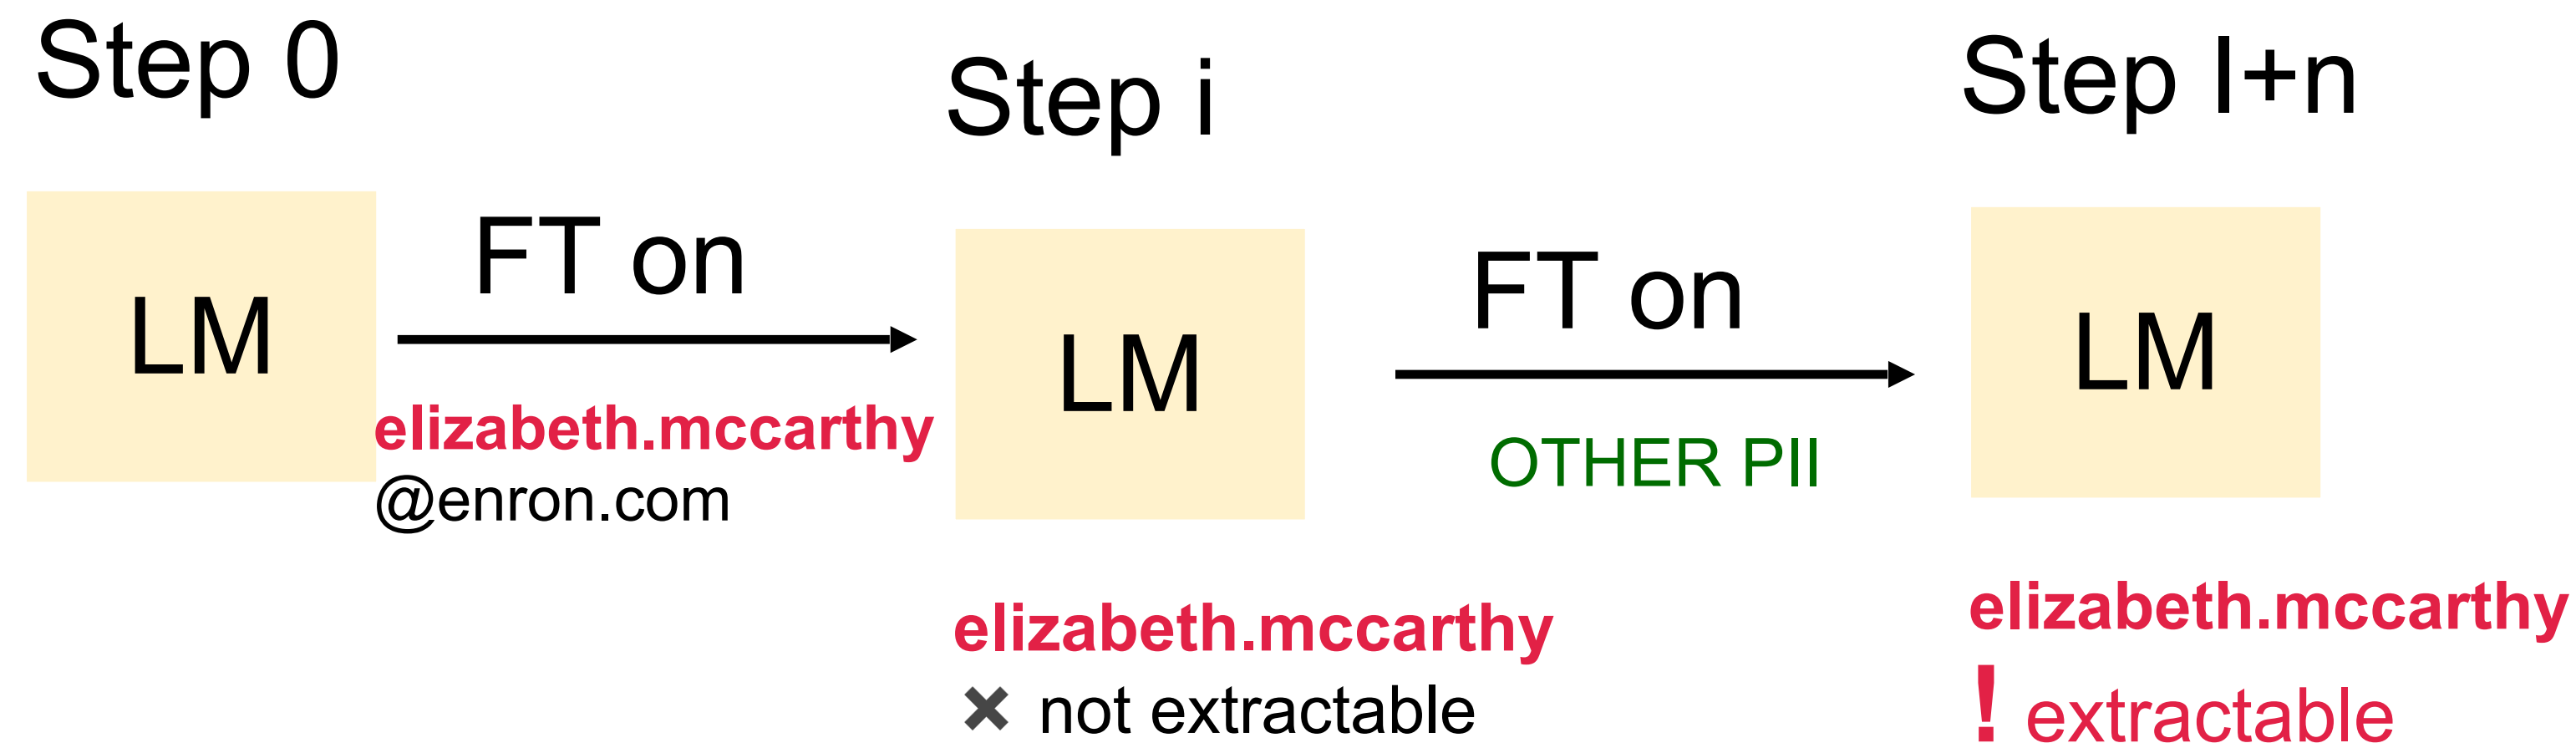 Step 0
Step i
Step I+n
LM
FT on
elizabeth.mccarthy
@enron.com
LM
FT on
OTHER PII
LM
elizabeth.mccarthy
✖ not extractable
elizabeth.mccarthy
! extractable